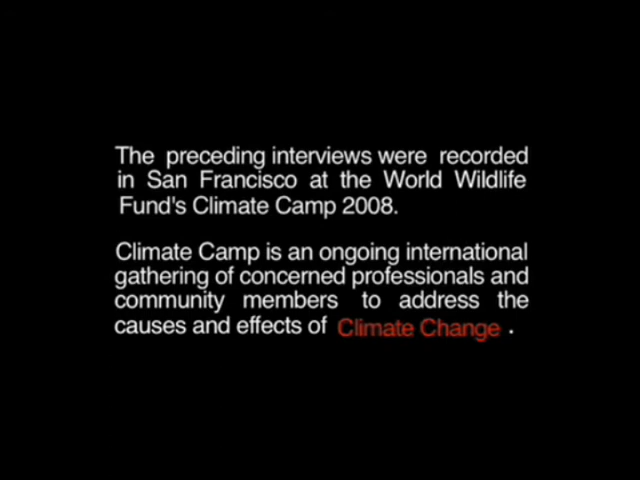 The preceding interviews were recorded
in San Francisco at the World Wildlife
Fund's Climate Camp 2008.
Climate Camp is an ongoing international
gathering of concerned professionals and
community members to address the
causes and effects of Climate Change .